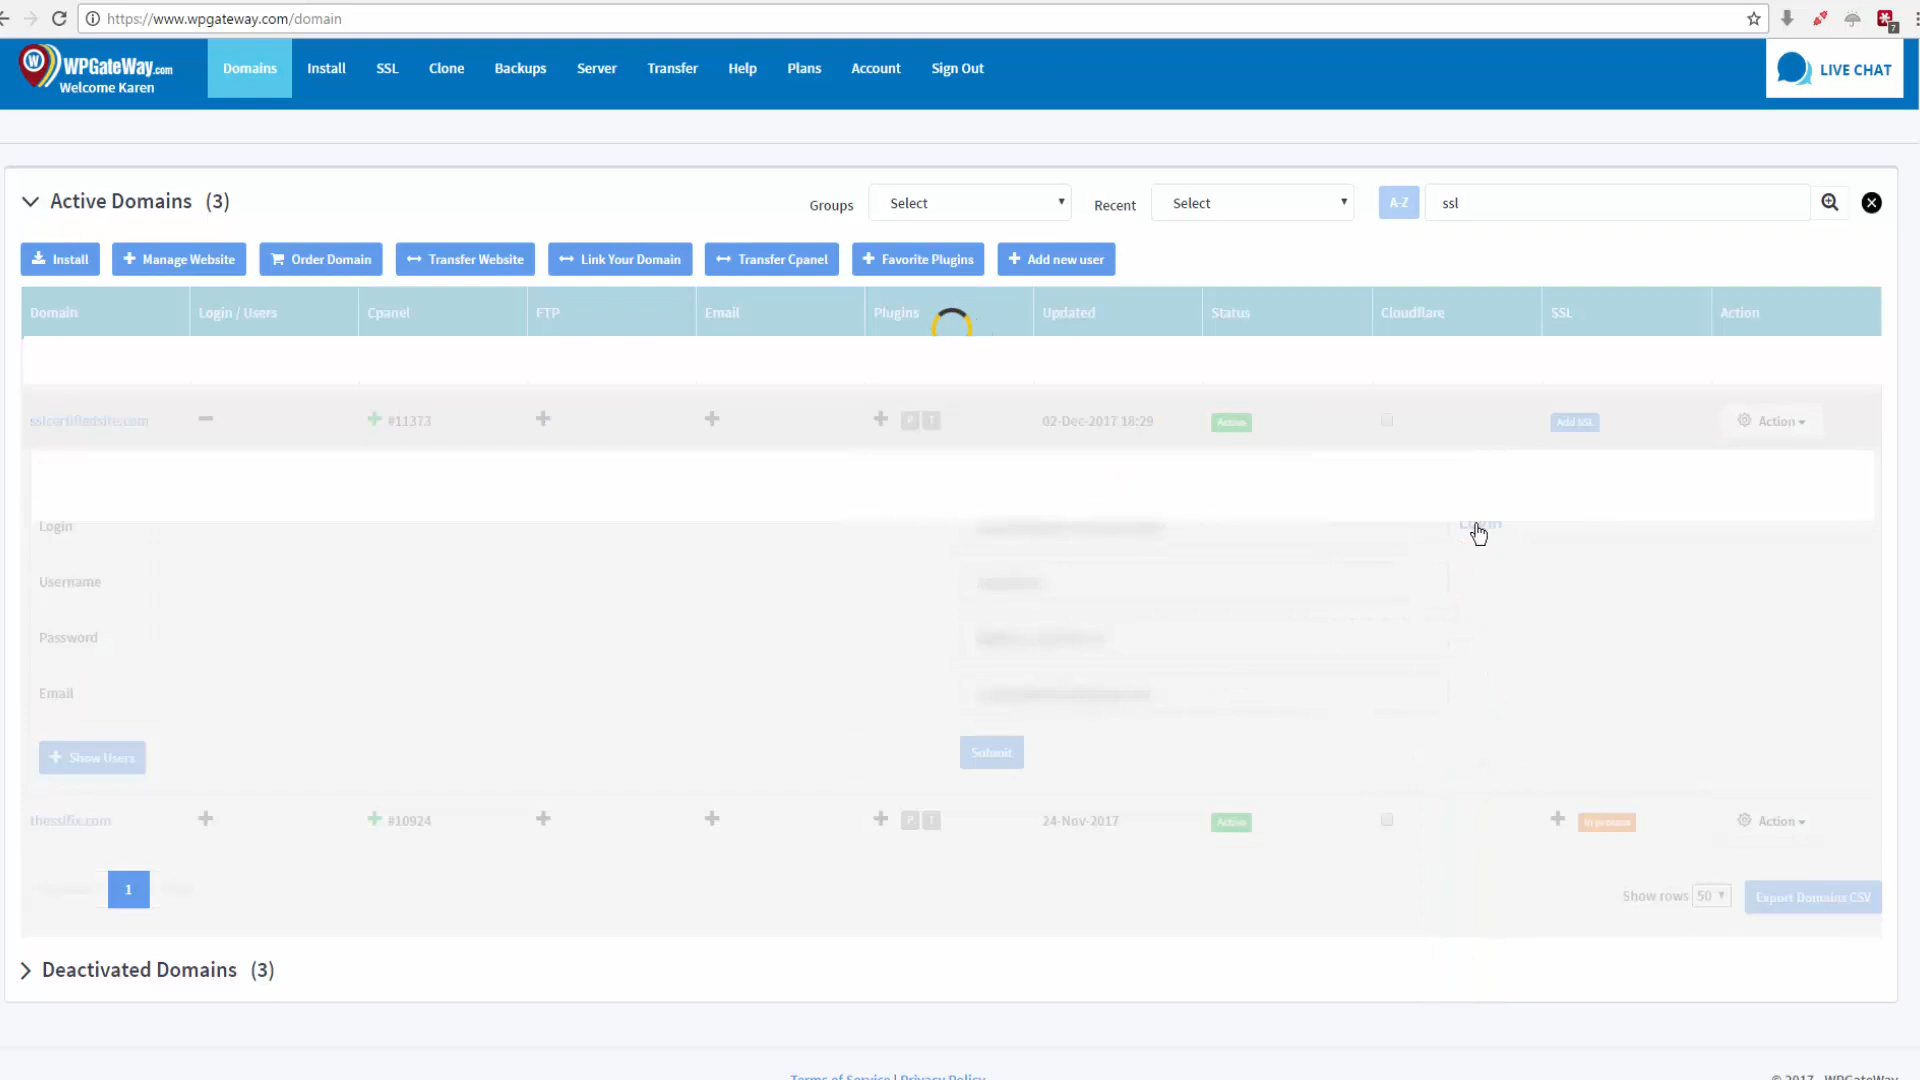 https://www.wpgateway.com/domain
7
WPGateWay.com
Welcome Karen
Domains Install SSL Clone Backups Server Transfer Help Plans Account Sign Out
LIVE CHAT
Active Domains (3)
Groups Select Recent Select A-Z ssl
Install Manage Website Order Domain Transfer Website Link Your Domain Transfer Cpanel Favorite Plugins Add new user
Domain Login / Users Cpanel FTP Email Plugins Updated Status Cloudflare SSL Action
sslcertifiedsite.com #11373 P T 02-Dec-2017 18:29 Active Add SSL Action
Login Login
Username
Password
Email
Show Users Submit
thesslfix.com #10924 P T 24-Nov-2017 Active In process Action
1 Show rows 50 Export Domains CSV
Deactivated Domains (3)
Terms of Service | Privacy Policy © 2017 - WPGateWay